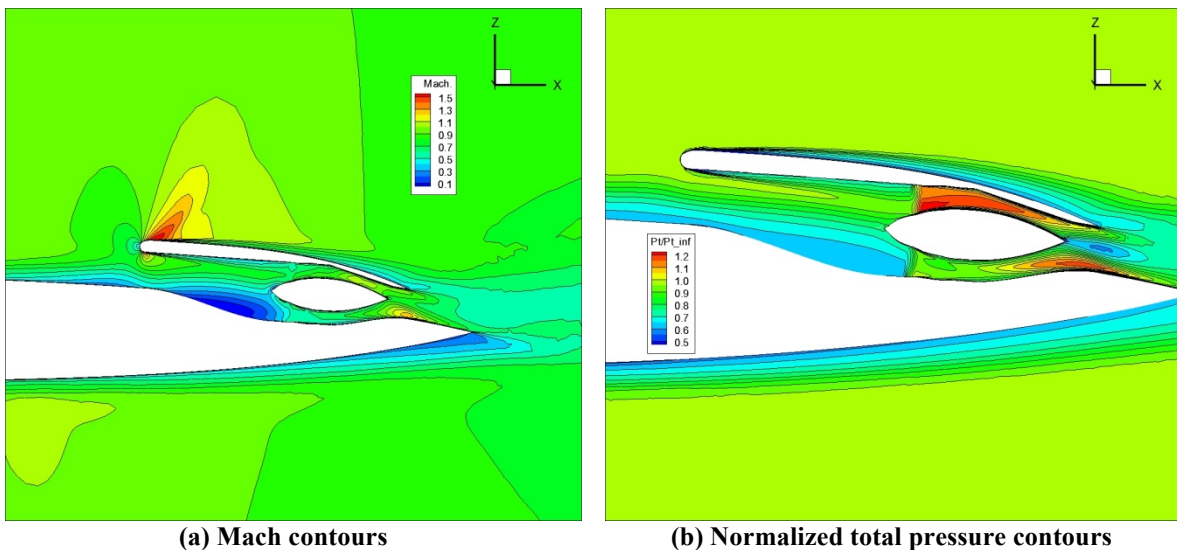 Z
X
Mach.
1.5
1.3
1.1
0.9
0.7
0.5
0.3
0.1
(a) Mach contours
Z
X
Pt/Pt_inf
1.2
1.1
1.0
0.9
0.8
0.7
0.6
0.5
(b) Normalized total pressure contours